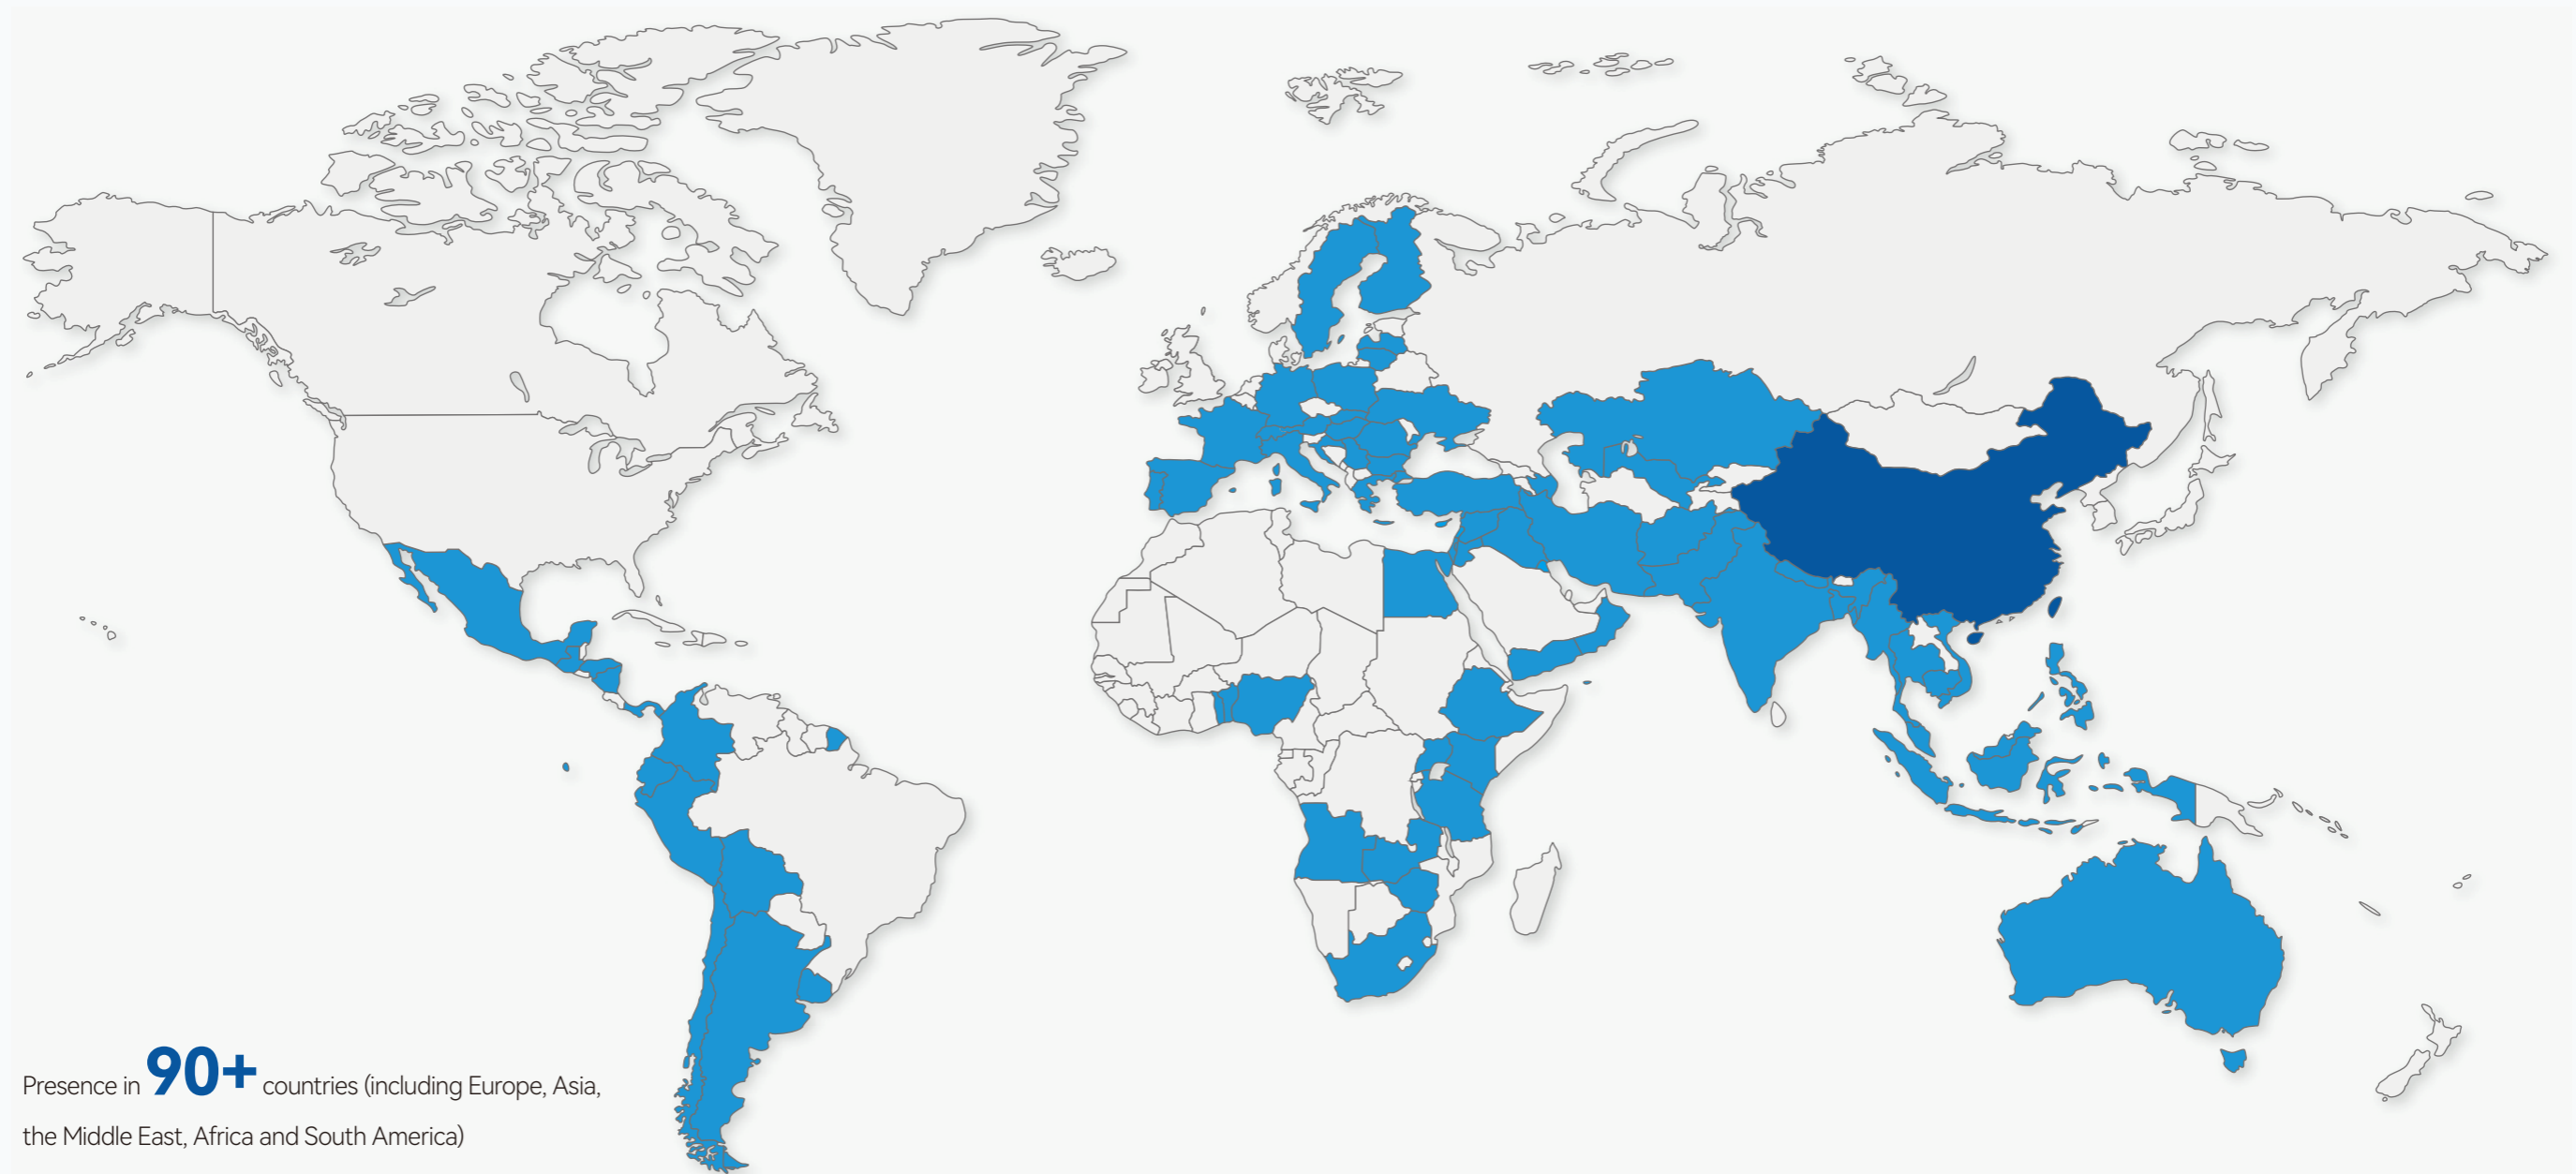 Presence in 90+ countries (including Europe, Asia,
the Middle East, Africa and South America)